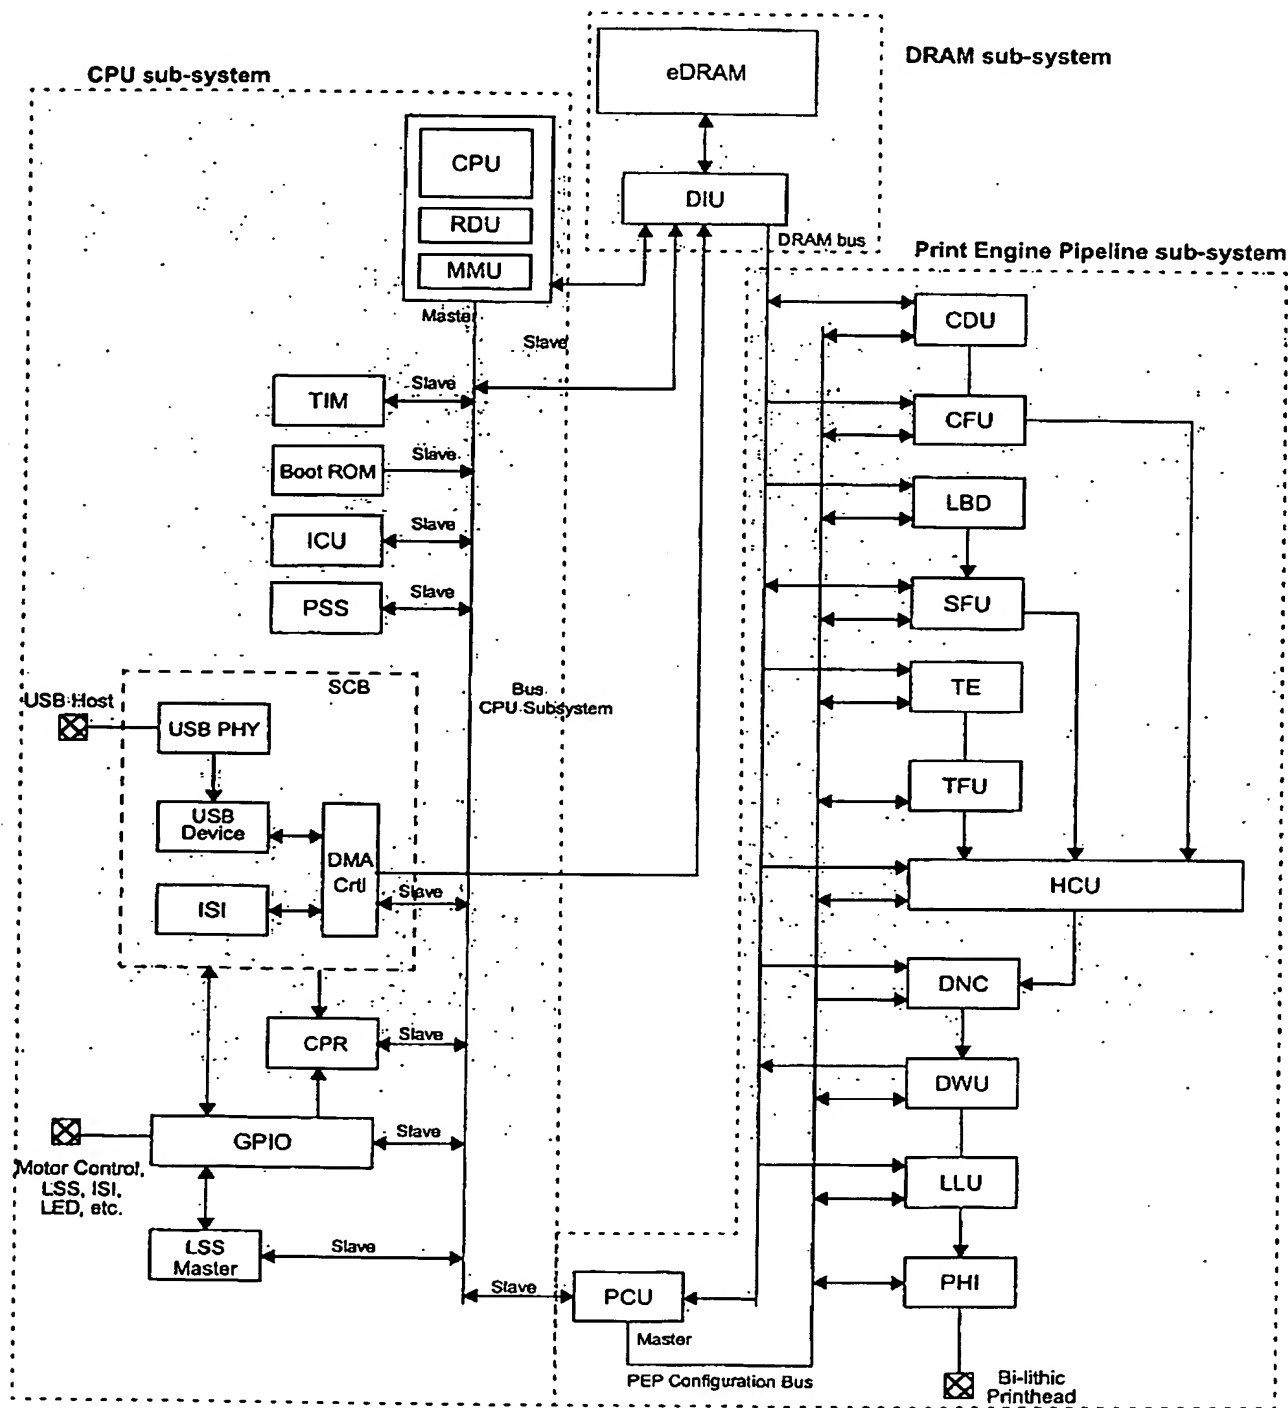 DRAM sub-system
CPU sub-system
eDRAM
CPU
DIU
RDU
DRAM bus
Print Engine Pipeline sub-system
MMU
Master
CDU
Slave
Slave
TIM
CFU
Slave
Boot ROM
LBD
Slave
ICU
Slave
PSS
SFU
SCB
TE
USB Host
Bus
CPU Subsystem
USB PHY
TFU
USB
Device
DMA
Crtl
HCU
Slave
ISI
DNC
Slave
CPR
DWU
Slave
GPIO
Motor Control,
LSS, ISI,
LED, etc.
LLU
Slave
LSS
Master
PHI
Slave
PCU
Master
PEP Configuration Bus
Bi-lithic
Printhead